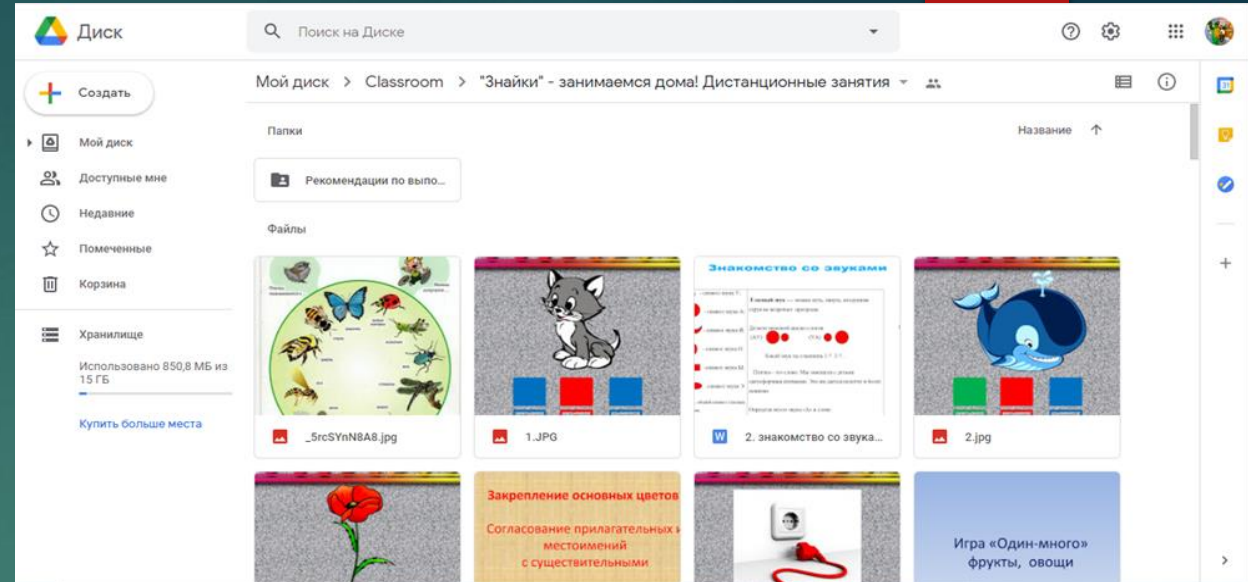 Диск
Поиск на Диске
Создать
Мой диск > Classroom > "Знайки" - занимаемся дома! Дистанционные занятия
Мой диск
Доступные мне
Недавние
Помеченные
Корзина
Хранилище
Использовано 850,8 МБ из
15 ГБ
Купить больше места
Папки
Название
Рекомендации по выпо...
Файлы
Знакомство со звуками
_5rcSYnN8A8.jpg
1.JPG
2. знакомство со звука...
2.jpg
Закрепление основных цветов
Согласование прилагательных и
местоимений
с существительными
Игра «Один-много»
фрукты, овощи
31